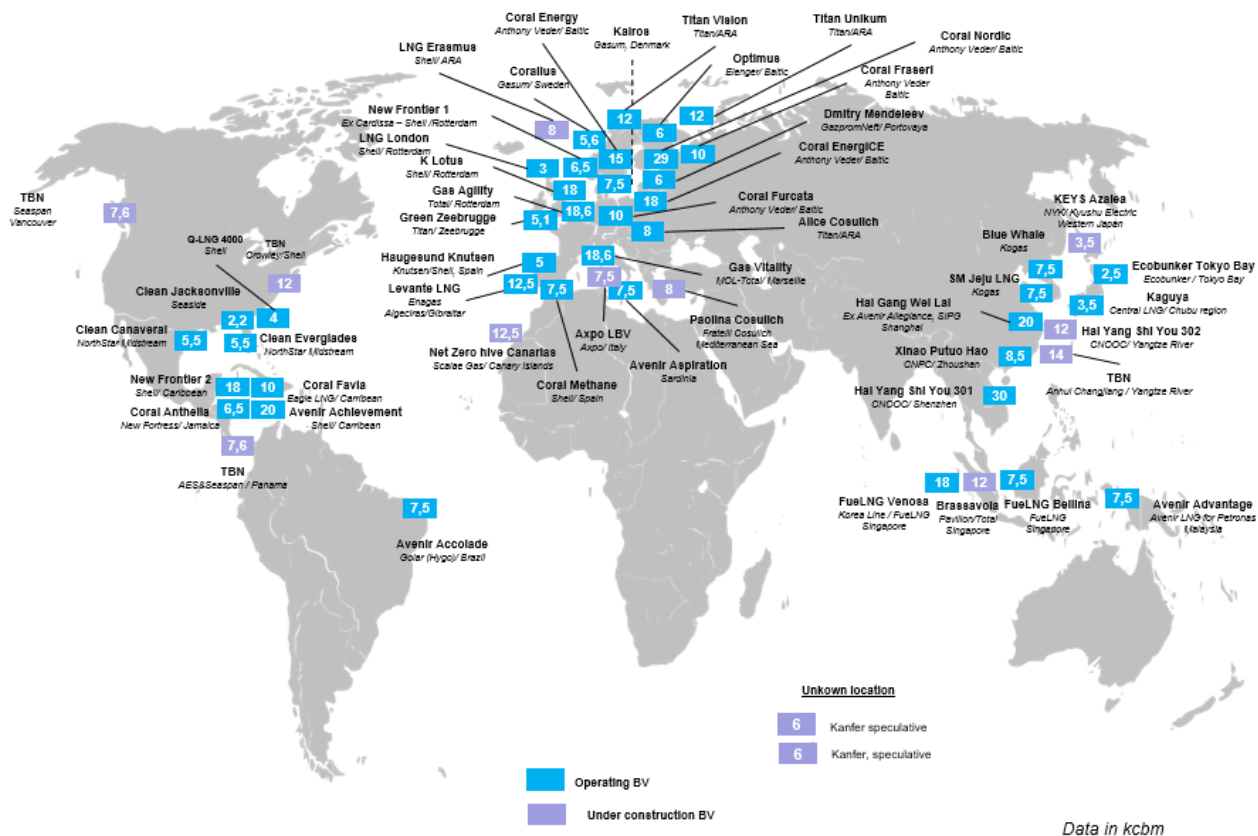 Coral Energy
Anthony Veder/ Baltic
Titan Vision
Titan/ARA
Titan Unikum
Titan/ARA
Kairos
Gasum, Denmark
Coral Nordic
Anthony Veder/ Baltic
LNG Erasmus
Shell/ ARA
Optimus
Elenger/ Baltic
Coralius
Gasum/ Sweden
Coral Fraseri
Anthony Veder
Baltic
New Frontier 1
Ex Cardissa – Shell /Rotterdam
Dmitry Mendeleev
GazpromNeft/ Portovaya
LNG London
Shell/ Rotterdam
Coral EnergICE
Anthony Veder/ Baltic
K Lotus
Shell/ Rotterdam
Gas Agility
Total/ Rotterdam
Coral Furcata
Anthony Veder/ Baltic
Green Zeebrugge
Titan/ Zeebrugge
Alice Cosulich
Titan/ARA
12
12
8
5,6
6
15
29
10
3
6,5
7,5
6
18
18
18,6
10
5,1
8
TBN
Seaspan
Vancouver
7,6
Q-LNG 4000
Shell
TBN
Crowley/Shell
12
Clean Jacksonville
Seaside
2,2
4
Clean Canaveral
NorthStar Midstream
5,5
5,5
Clean Everglades
NorthStar Midstream
New Frontier 2
Shell/ Caribbean
18
10
Coral Favia
Eagle LNG/ Carribean
Coral Anthelia
New Fortress/ Jamaica
6,5
20
Avenir Achievement
Shell/ Carribean
7,6
TBN
AES&Seaspan / Panama
7,5
Avenir Accolade
Golar (Hygo)/ Brazil
Haugesund Knutsen
Knutsen/Shell, Spain
5
18,6
Gas Vitality
MOL-Total/ Marseille
Levante LNG
Enagas
Algeciras/Gibraltar
12,5
7,5
7,5
7,5
8
Paolina Cosulich
Fratelli Cosulich
Mediterranean Sea
12,5
Net Zero hive Canarias
Scalae Gas/ Canary Islands
Axpo LBV
Axpo/ Italy
Avenir Aspiration
Sardinia
Coral Methane
Shell/ Spain
KEYS Azalea
NYK/ Kyushu Electric
Western Japan
3,5
Blue Whale
Kogas
7,5
2,5
Ecobunker Tokyo Bay
Ecobunker / Tokyo Bay
SM Jeju LNG
Kogas
7,5
3,5
Kaguya
Central LNG/ Chubu region
Hai Gang Wei Lai
Ex Avenir Allegiance, SIPG
Shanghai
20
12
Hai Yang Shi You 302
CNOOC/ Yangtze River
Xinao Putuo Hao
CNPC/ Zhoushan
8,5
14
TBN
Anhui Changjiang / Yangtze River
Hai Yang Shi You 301
CNOOC/ Shenzhen
30
18
12
7,5
7,5
FueLNG Venosa
Korea Line / FueLNG
Singapore
Brassavola
Pavilion/Total
Singapore
FueLNG Bellina
FueLNG
Singapore
Avenir Advantage
Avenir LNG for Petronas
Malaysia
Unkown location
6 Kanfer speculative
6 Kanfer, speculative
Operating BV
Under construction BV
Data in kcbm